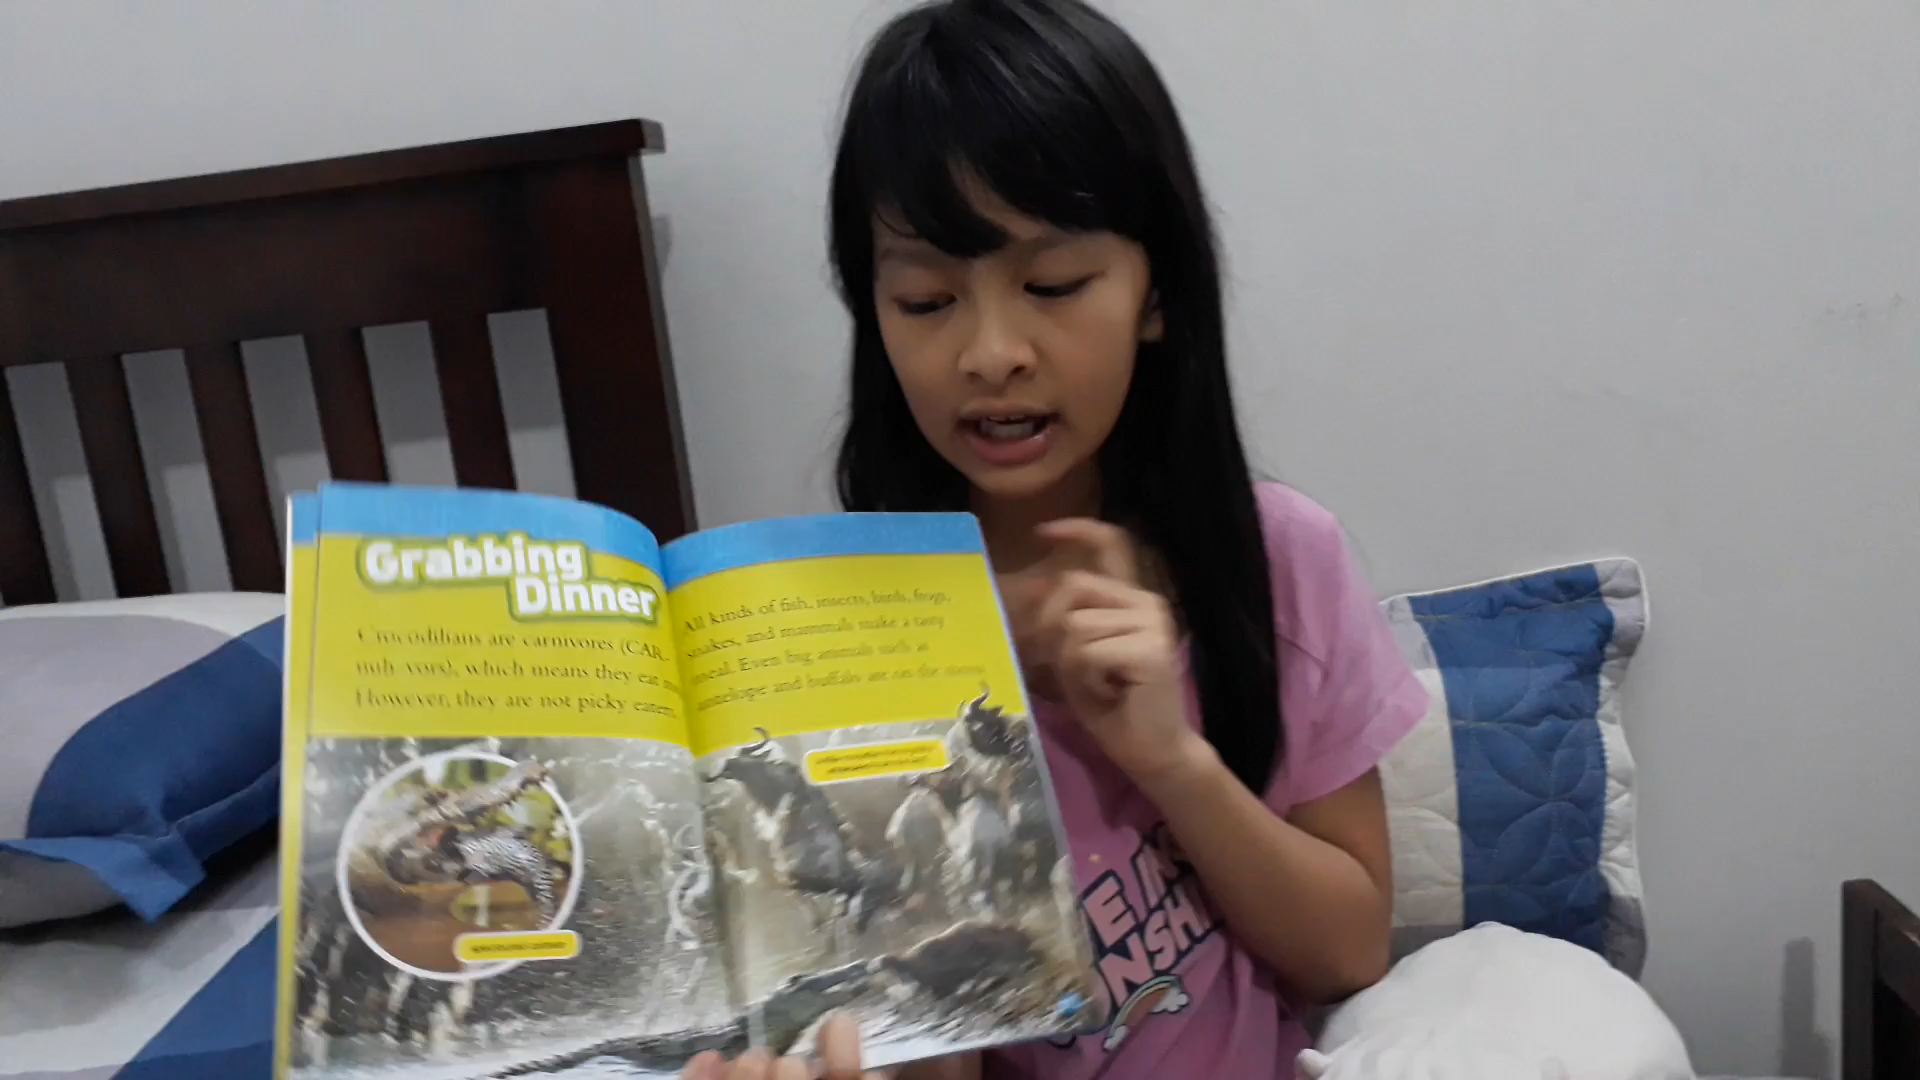 Grabbing
Dinner
Crocodilians are carnivores (CAR-
nuh-vors), which means they eat
However, they are not picky eaters.
All kinds of fish, insects, birds, frogs,
snakes, and mammals make a tasty
meal. Even big animals such as
antelope and buffalo are on the menu.